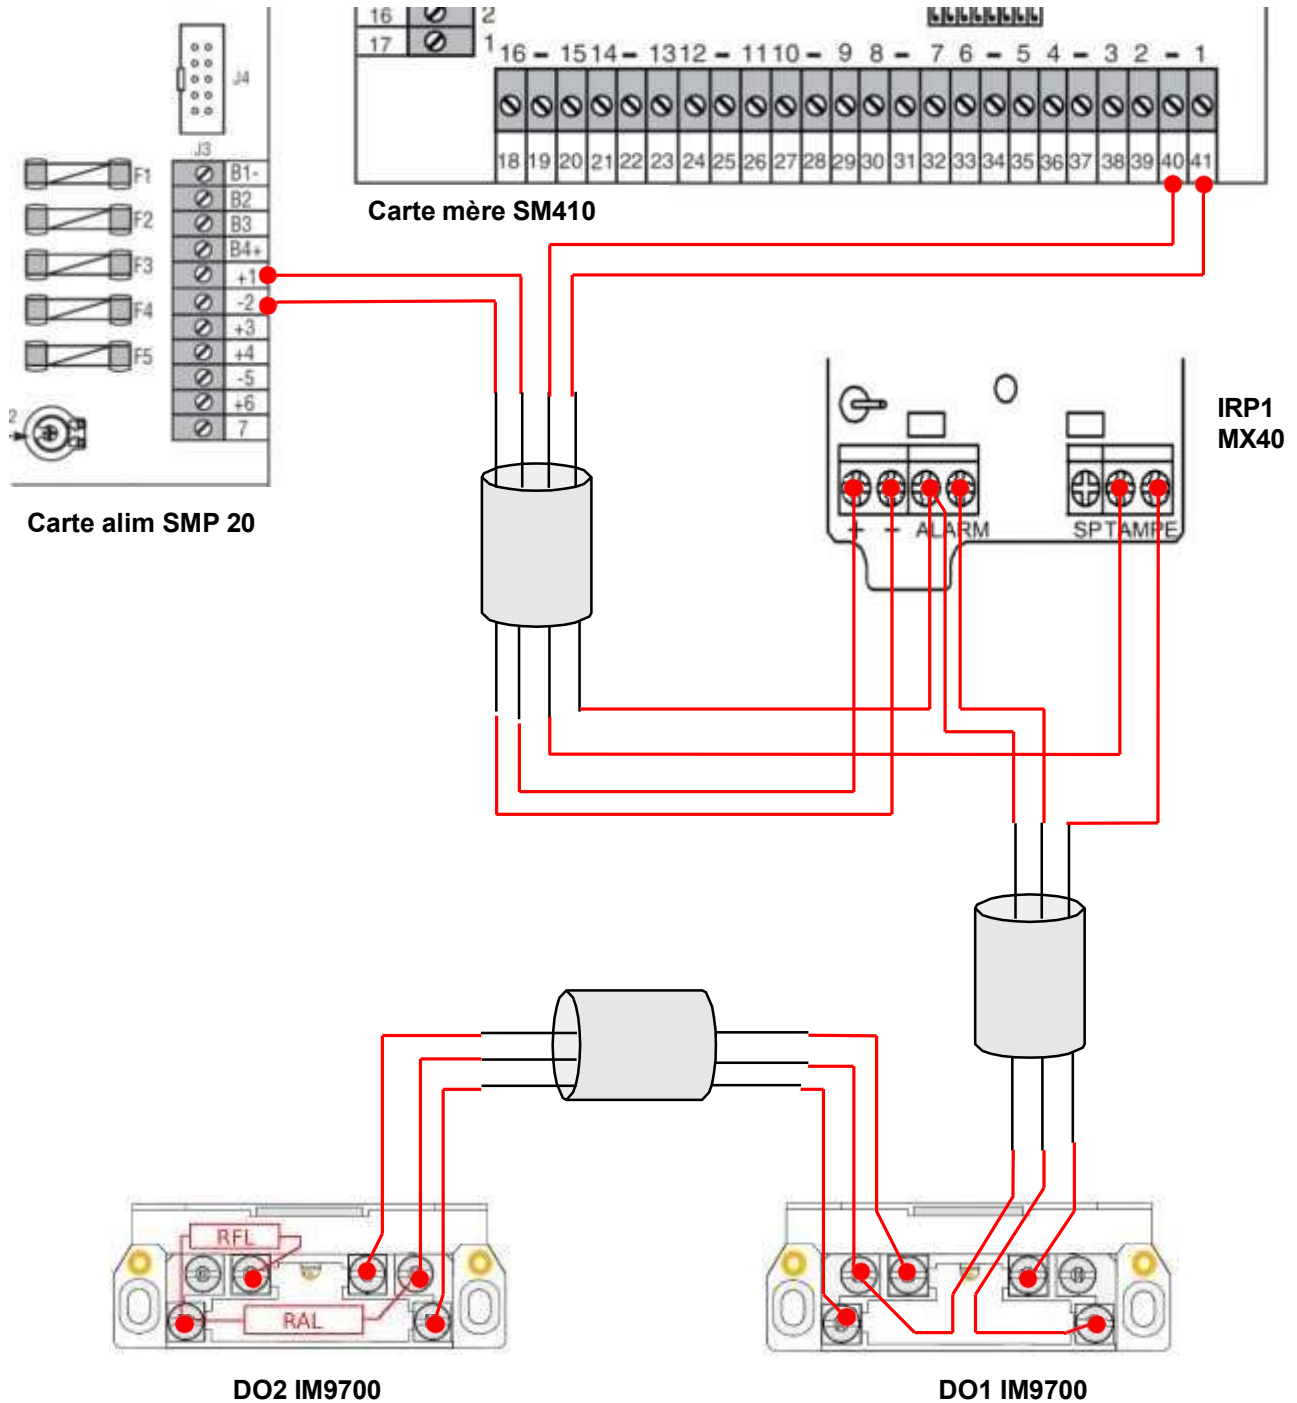 16 2
17 1
16 - 15 14 - 13 12 - 11 10 - 9 8 - 7 6 - 5 4 - 3 2 - 1
18 19 20 21 22 23 24 25 26 27 28 29 30 31 32 33 34 35 36 37 38 39 40 41
Carte mère SM410
J4
J3
F1
F2
F3
F4
F5
B1-
B2
B3
B4+
+1
-2
+3
+4
-5
+6
7
2
Carte alim SMP 20
IRP1
MX40
+ - ALARM SP TAMPE
RFL
RAL
DO2 IM9700
DO1 IM9700